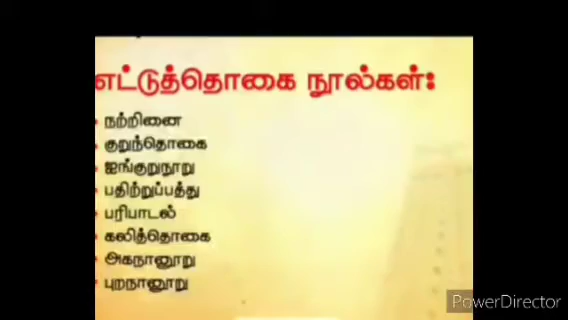 எட்டுத்தொகை நூல்கள்:
நற்றினை
குறுந்தொகை
ஐங்குறுநூறு
பதிற்றுப்பத்து
பரிபாடல்
கலித்தொகை
அகநானூறு
புறநானூறு
PowerDirector